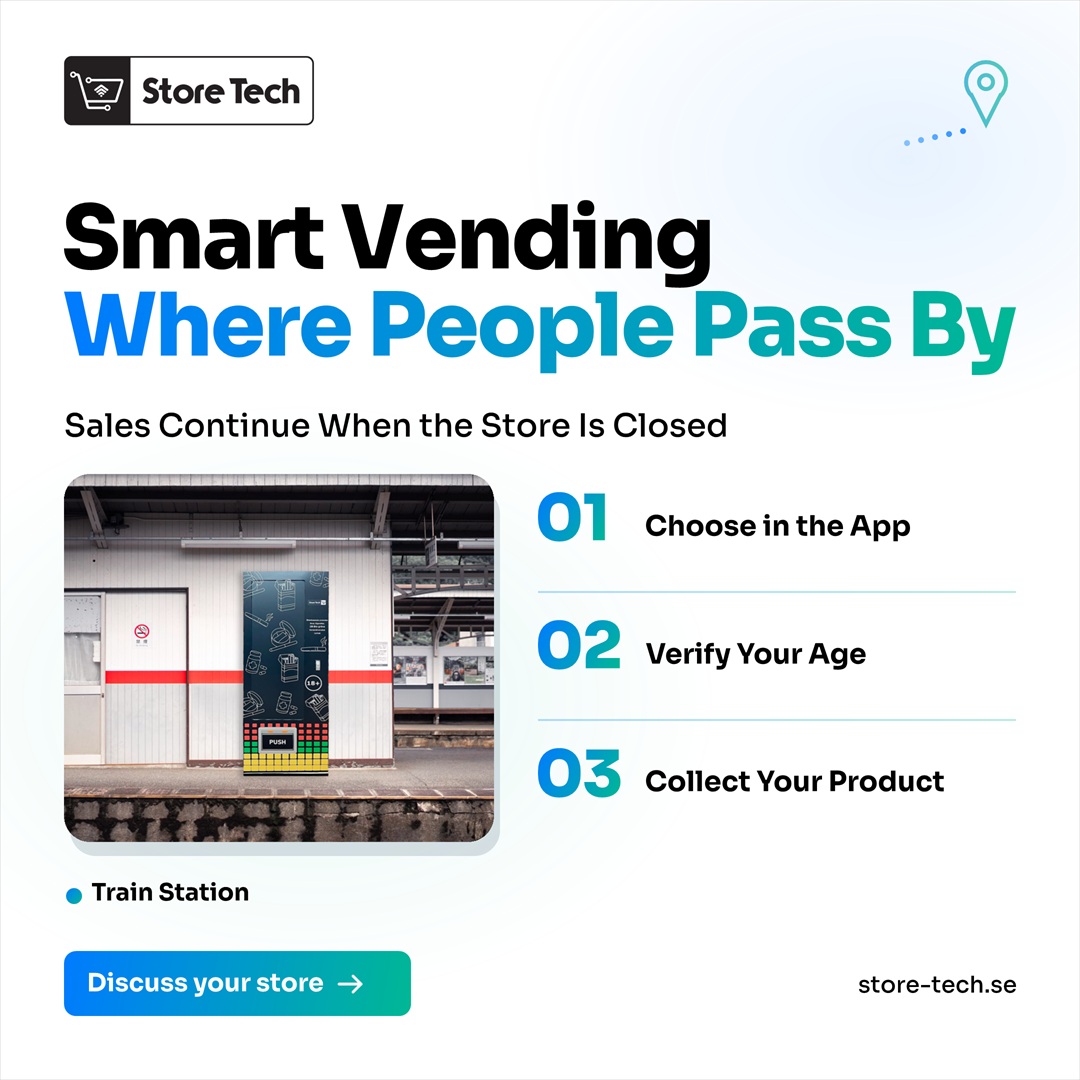 Store Tech
Smart Vending
Where People Pass By
Sales Continue When the Store Is Closed
01 Choose in the App
02 Verify Your Age
03 Collect Your Product
18+
PUSH
Train Station
Discuss your store →
store-tech.se